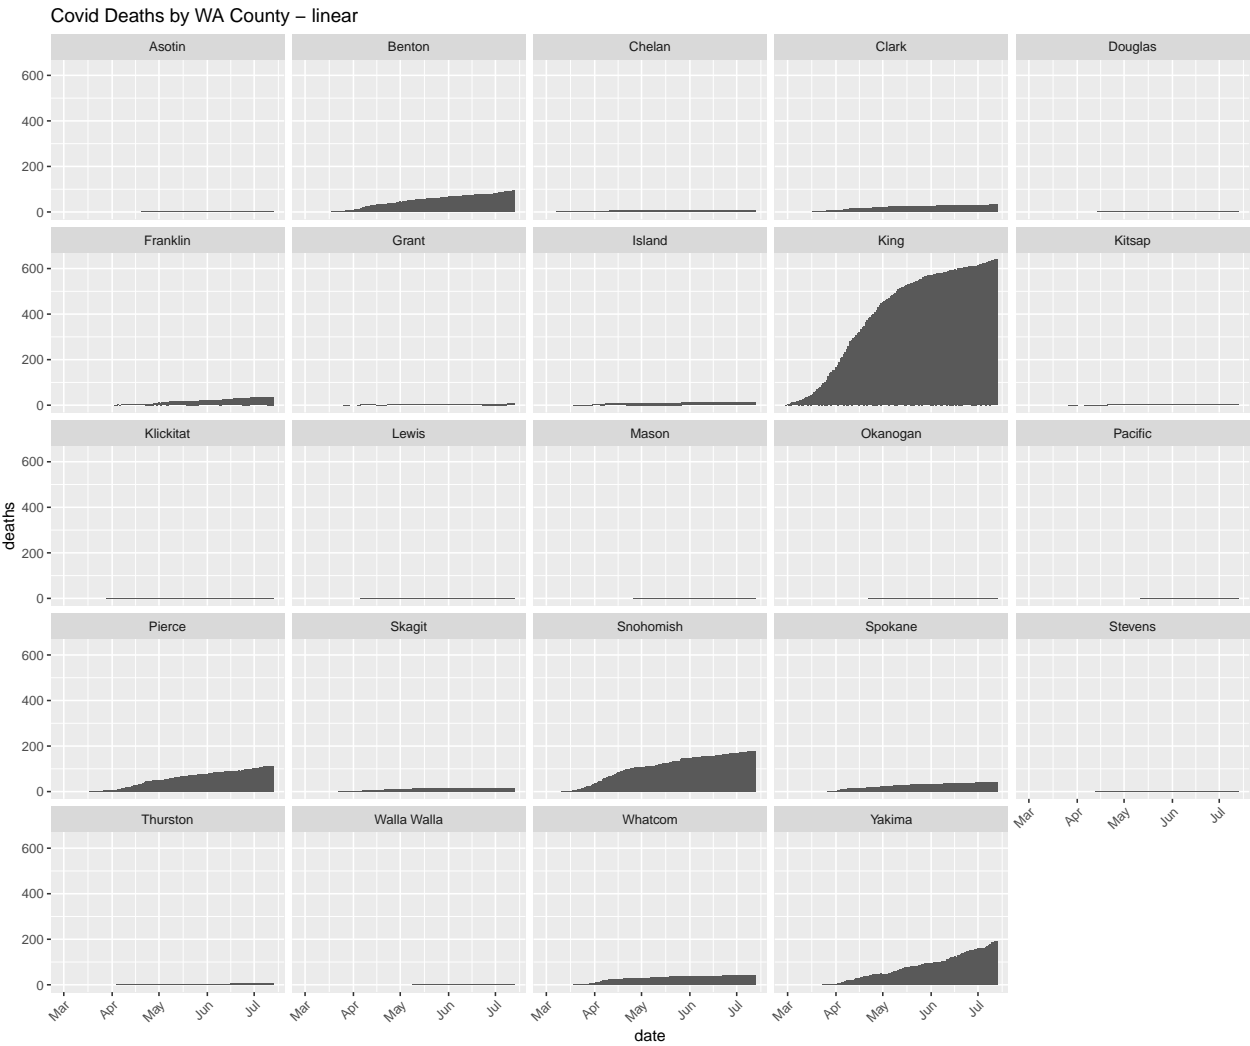 Covid Deaths by WA County – linear
Asotin Benton Chelan Clark Douglas
600
400
200
0
Franklin Grant Island King Kitsap
600
400
200
0
Klickitat Lewis Mason Okanogan Pacific
600
400
200
0
deaths
Pierce Skagit Snohomish Spokane Stevens
600
400
200
0
Mar Apr May Jun Jul
Thurston Walla Walla Whatcom Yakima
600
400
200
0
Mar Apr May Jun Jul Mar Apr May Jun Jul Mar Apr May Jun Jul Mar Apr May Jun Jul
date